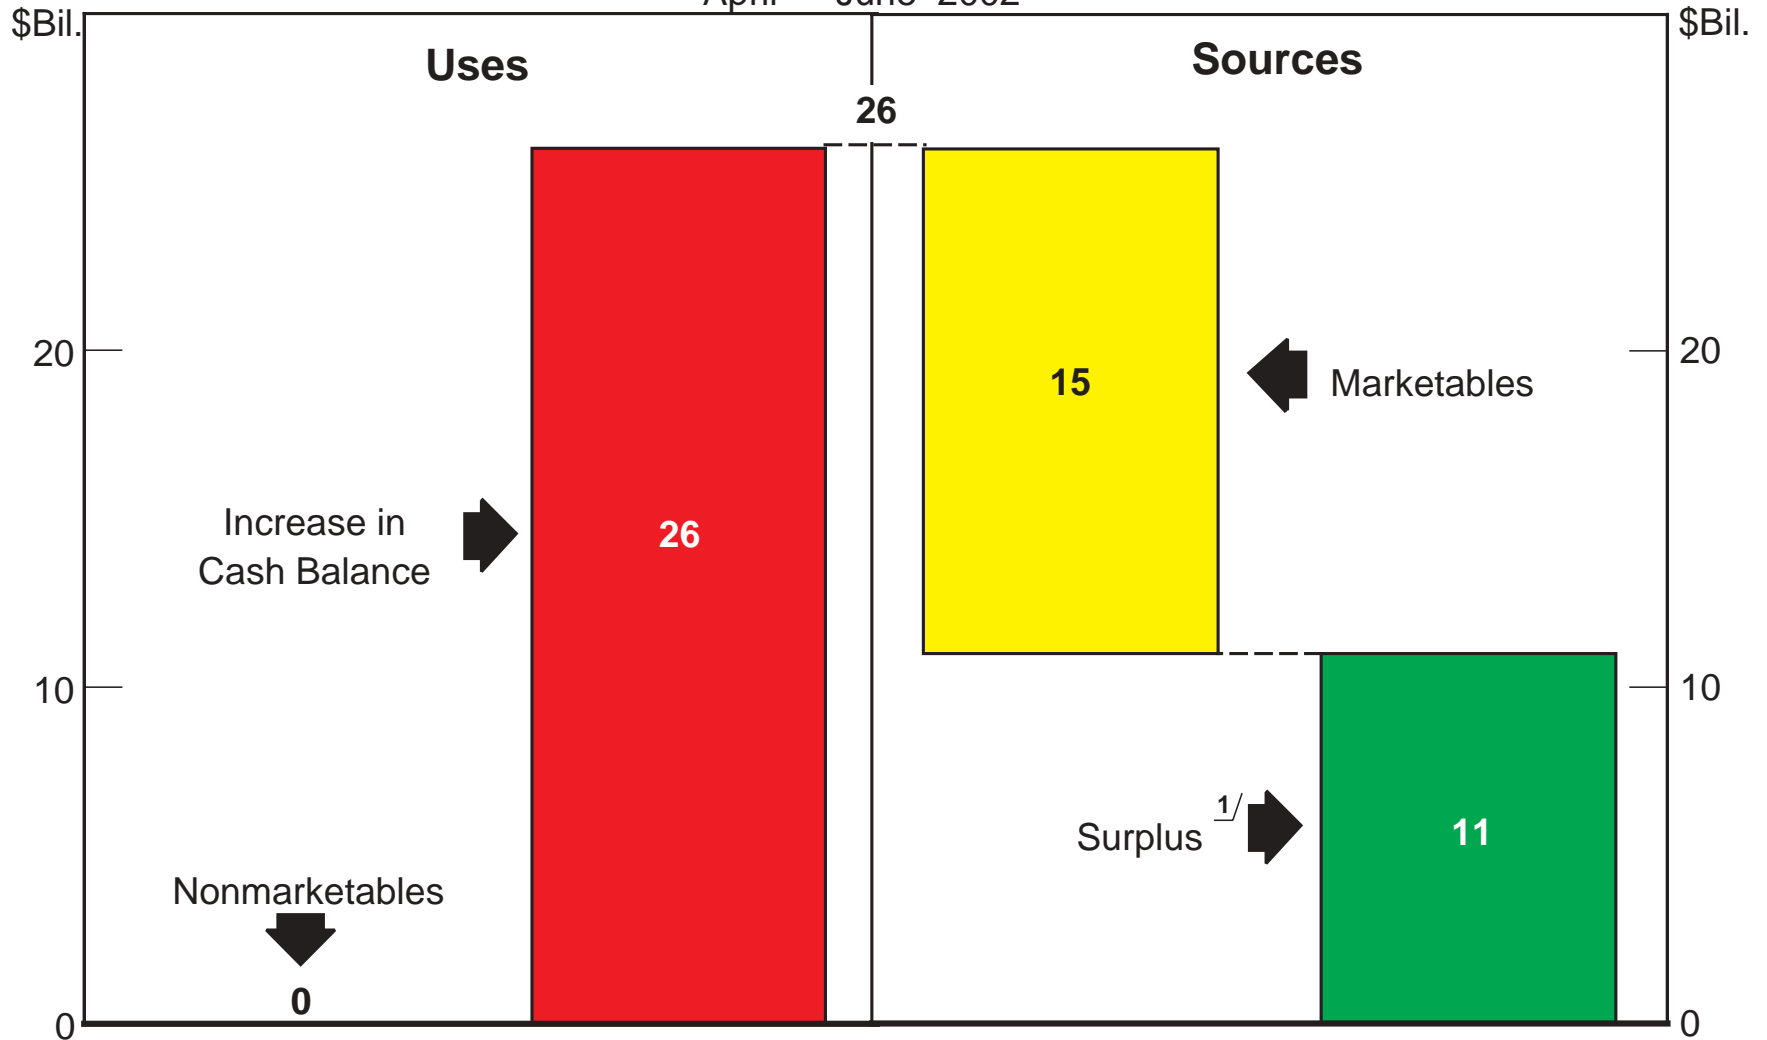 $Bil.
$Bil.
Uses
Sources
26
20
20
15
Marketables
Increase in
Cash Balance
26
10
10
Surplus 1/
11
Nonmarketables
0
0
0